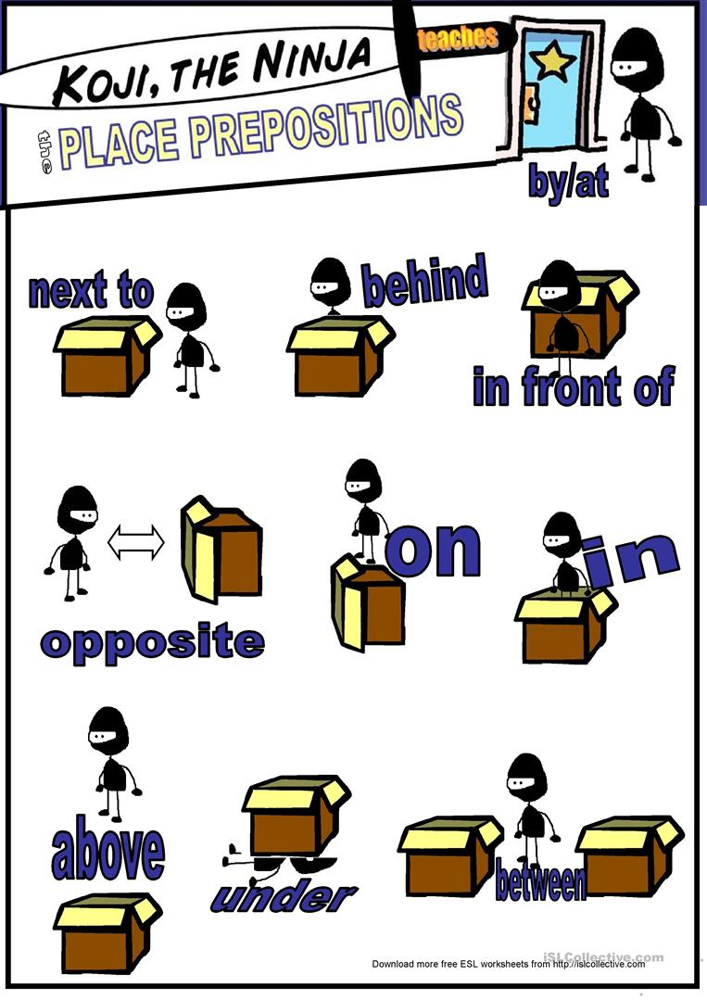 KOJI, THE NINJA
teaches
the
PLACE PREPOSITIONS
by/at
next to
behind
in front of
opposite
on
in
above
under
between
iSLCollective.com
Download more free ESL worksheets from http://islcollective.com